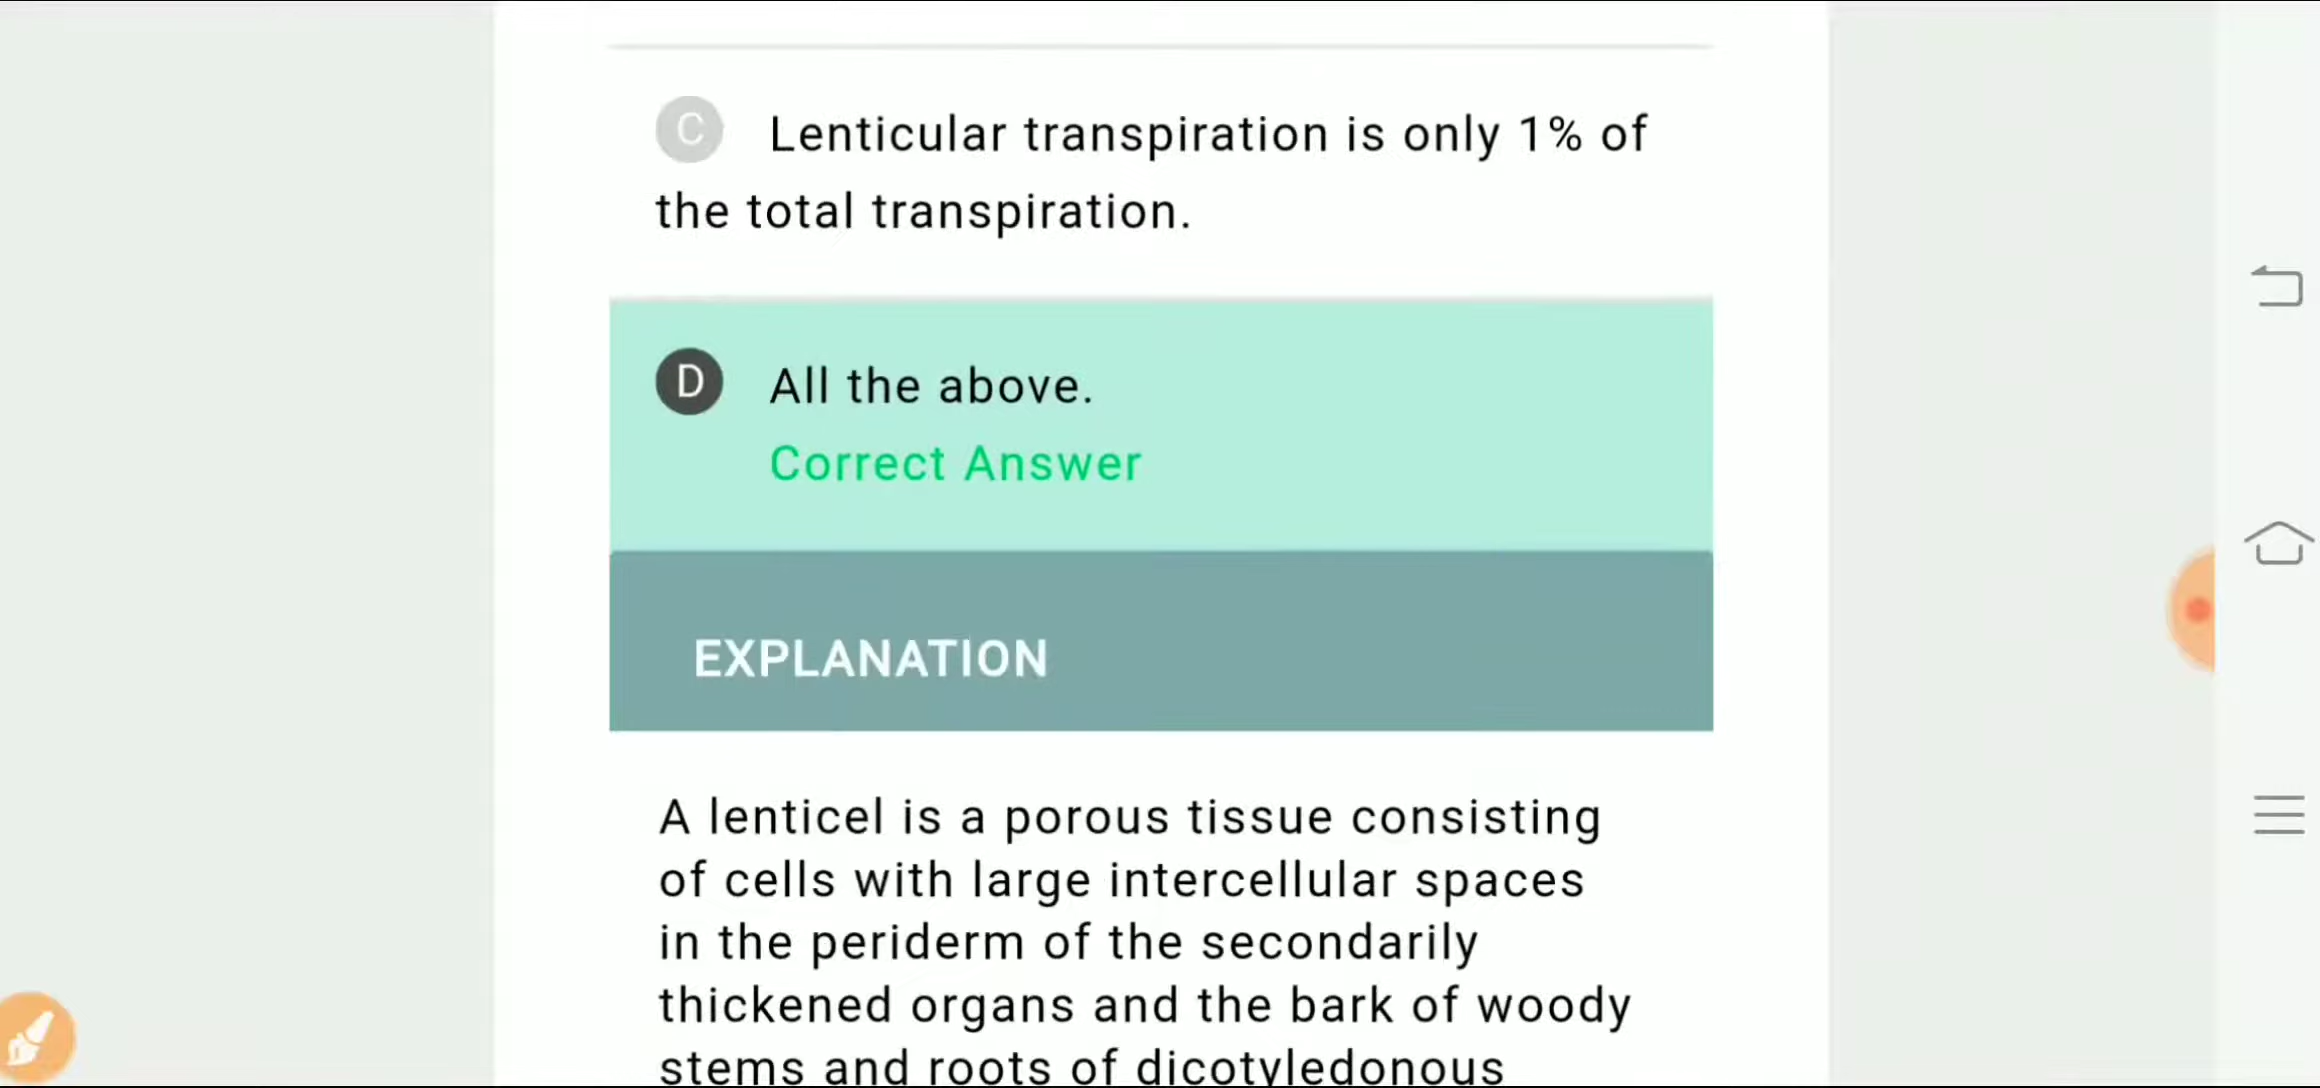 C Lenticular transpiration is only 1% of
the total transpiration.
D All the above.
Correct Answer
EXPLANATION
A lenticel is a porous tissue consisting
of cells with large intercellular spaces
in the periderm of the secondarily
thickened organs and the bark of woody
stems and roots of dicotyledonous